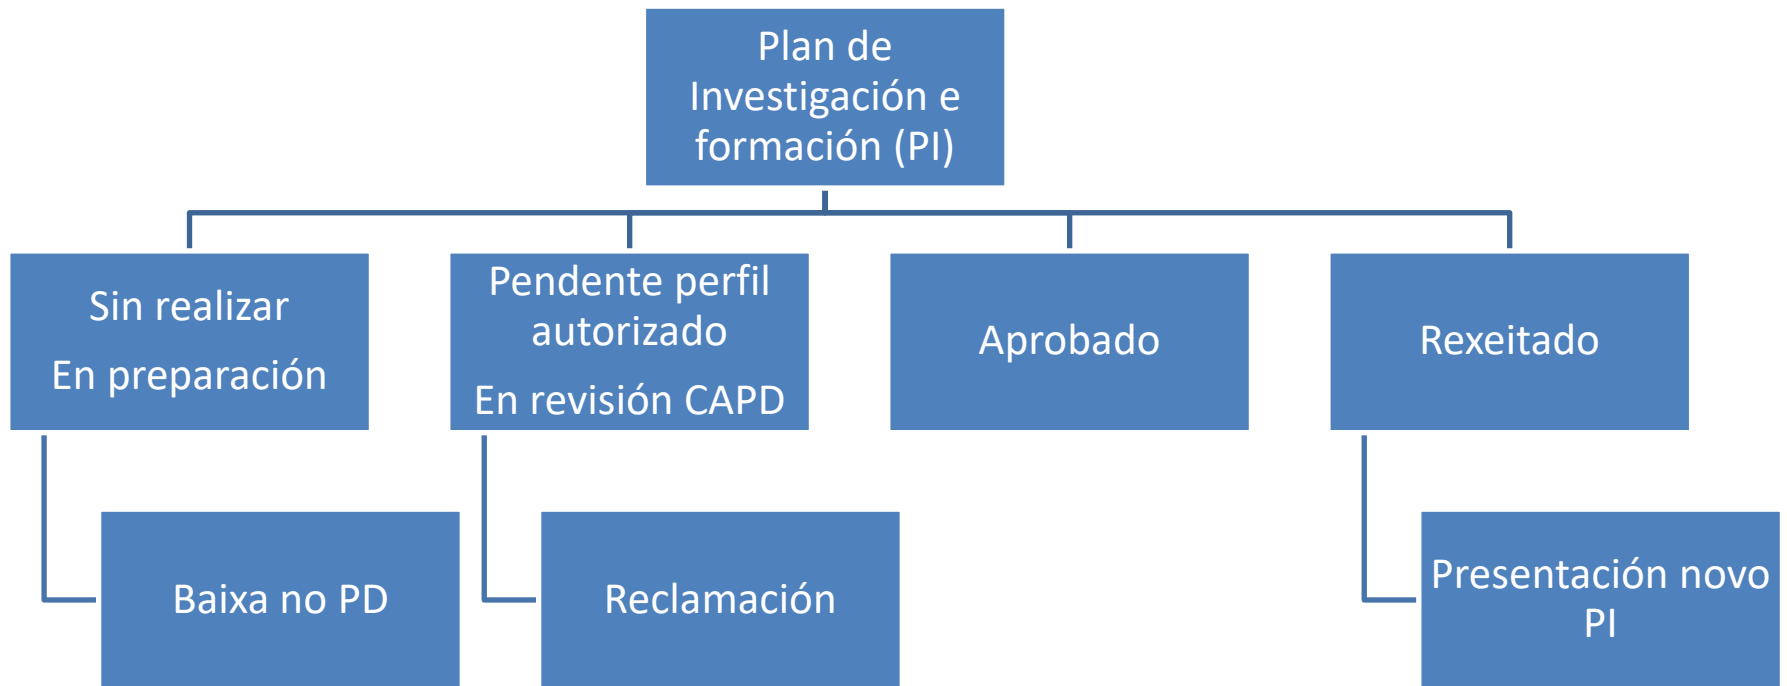 Plan de
Investigación e
formación (PI)
Sin realizar
En preparación
Pendente perfil
autorizado
En revisión CAPD
Aprobado
Rexeitado
Baixa no PD
Reclamación
Presentación novo
PI